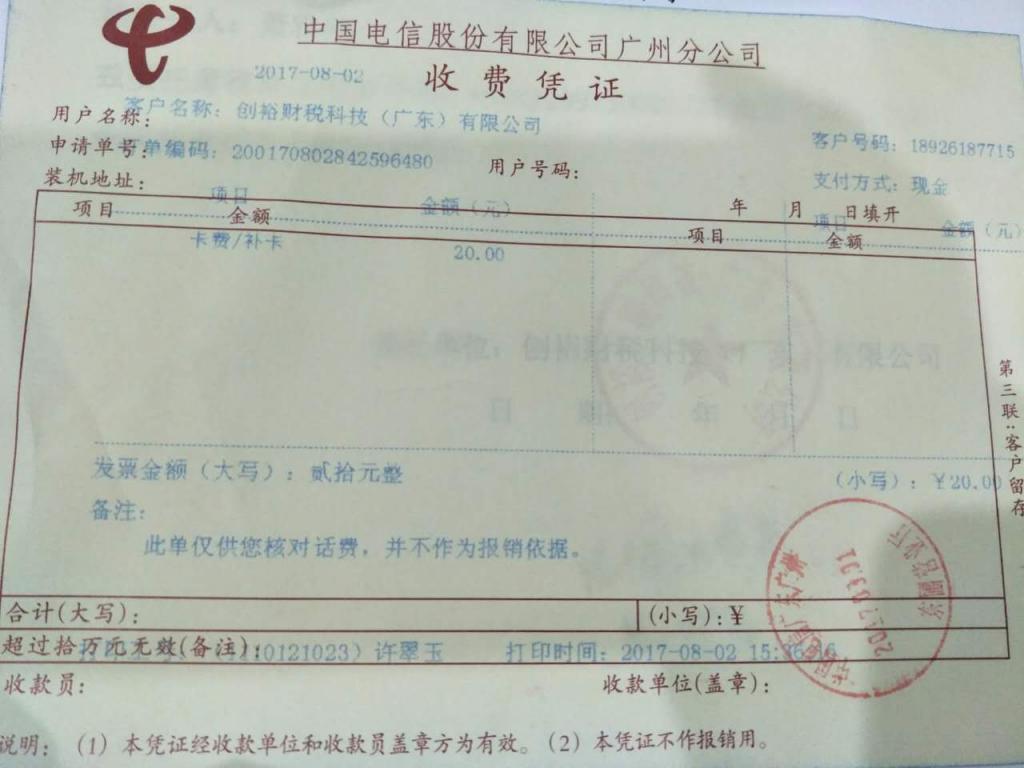 中国电信股份有限公司广州分公司
2017-08-02
收费凭证
用户名称：
客户名称：创裕财税科技（广东）有限公司
客户号码：18926187715
申请单号：
订单编码：2001708002842596480
用户号码：
支付方式：现金
装机地址：
年 月 日填开
项目 金额（元） 项目 金额（元）
项目 金额 项目 金额
卡费/补卡 20.00
第三联：客户留存
发票金额（大写）：贰拾元整 （小写）：￥20.00
备注：
此单仅供您核对话费，并不作为报销依据。
合计(大写)： (小写)：￥
超过拾万元无效(备注)：
110121023）许翠玉 打印时间：2017-08-02
收款员： 收款单位(盖章)：
说明：（1）本凭证经收款单位和收款员盖章方为有效。（2）本凭证不作报销用。